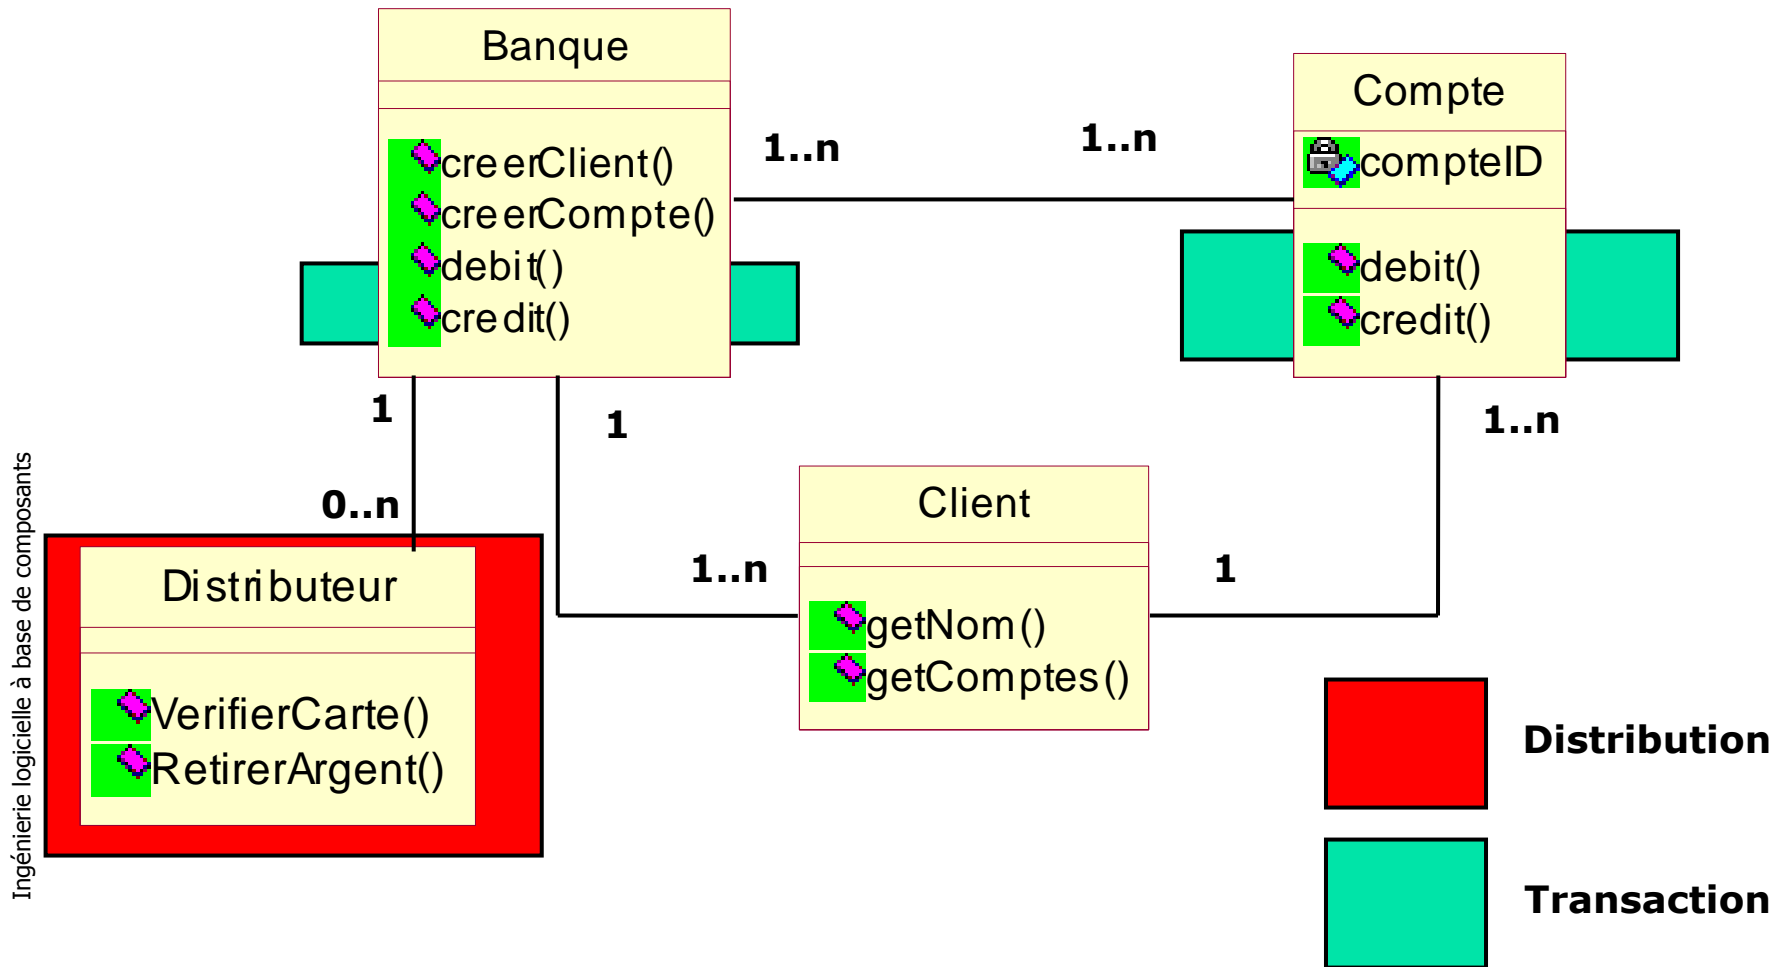 Banque
creerClient()
creerCompte()
debit()
credit()
1..n
1..n
Compte
compteID
debit()
credit()
1
1
1..n
0..n
Distributeur
VerifierCarte()
RetirerArgent()
1..n
Client
getNom()
getComptes()
1
Distribution
Transaction
Ingénierie logicielle à base de composants